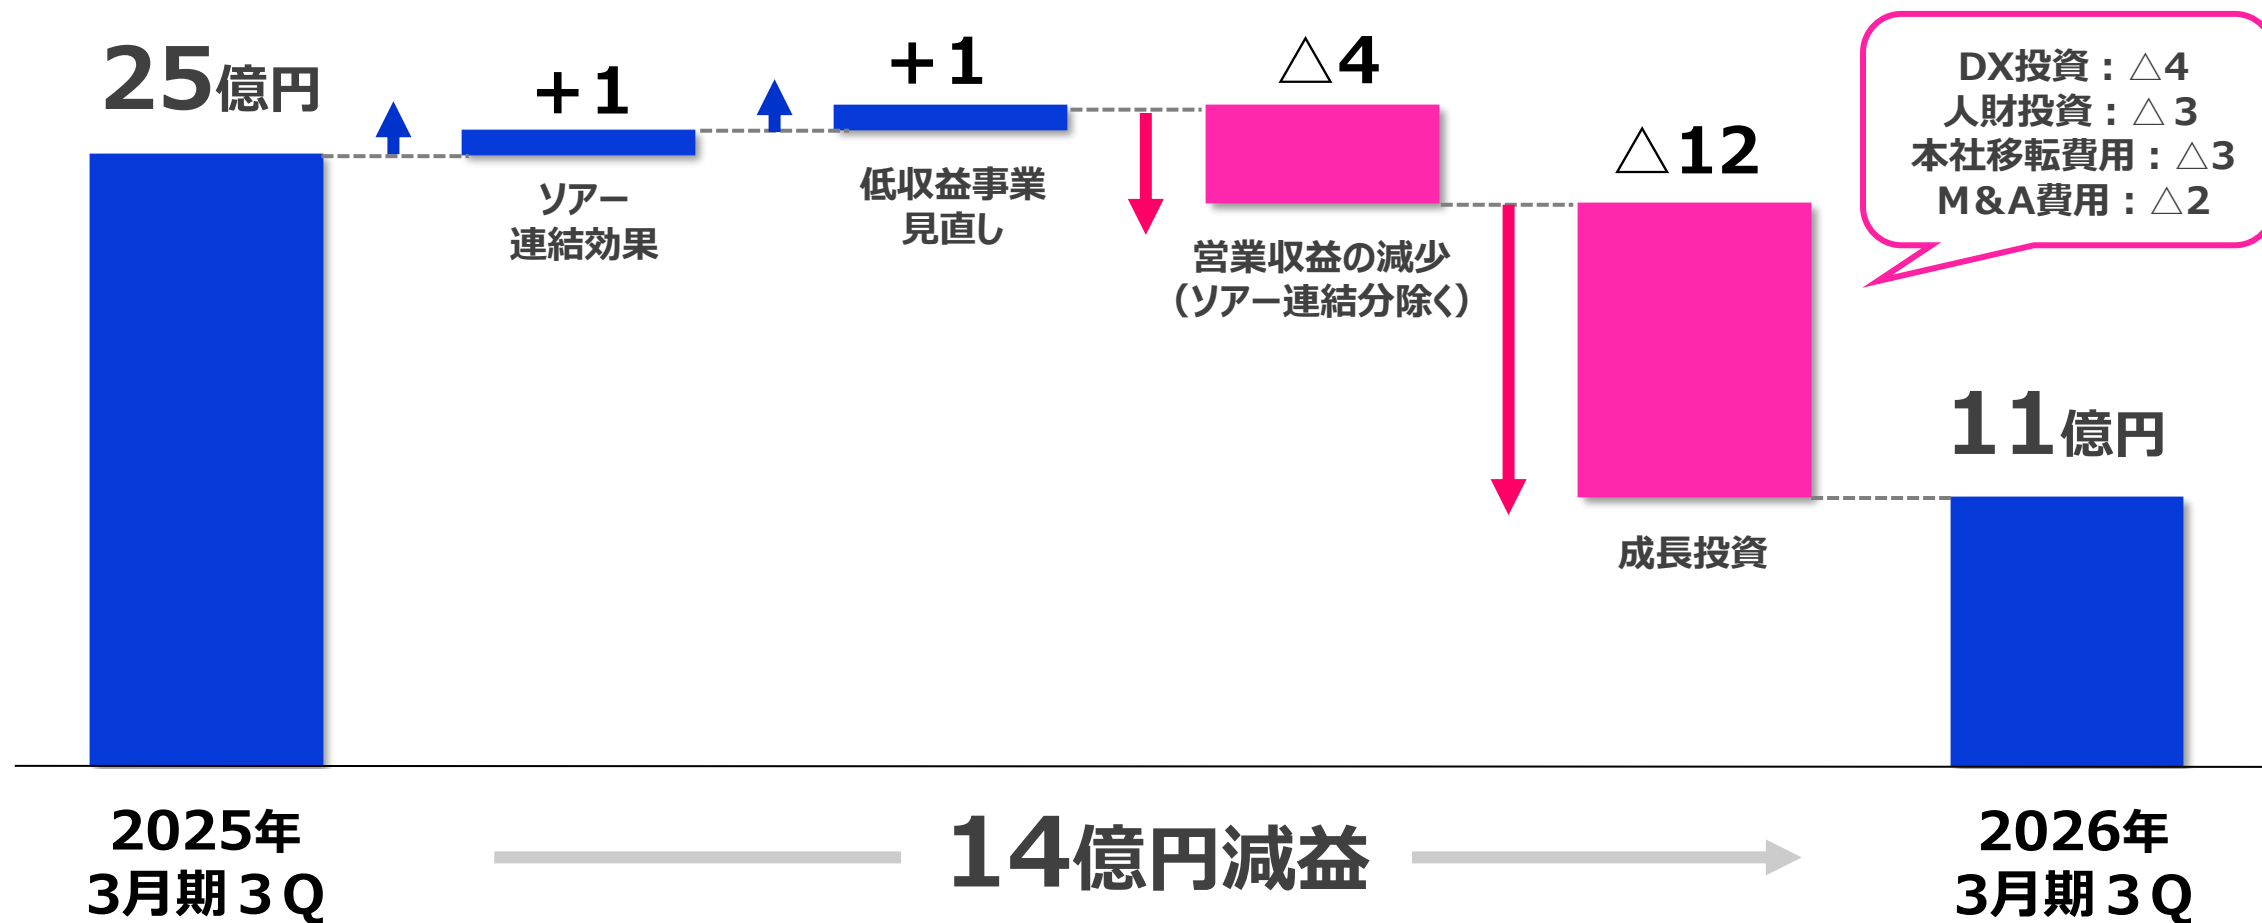 25億円
+1
ソアー
連結効果
+1
低収益事業
見直し
△4
営業収益の減少
（ソアー連結分除く）
△12
成長投資
DX投資：△4
人財投資：△3
本社移転費用：△3
M&A費用：△2
11億円
2025年
3月期３Q
14億円減益
2026年
3月期３Q